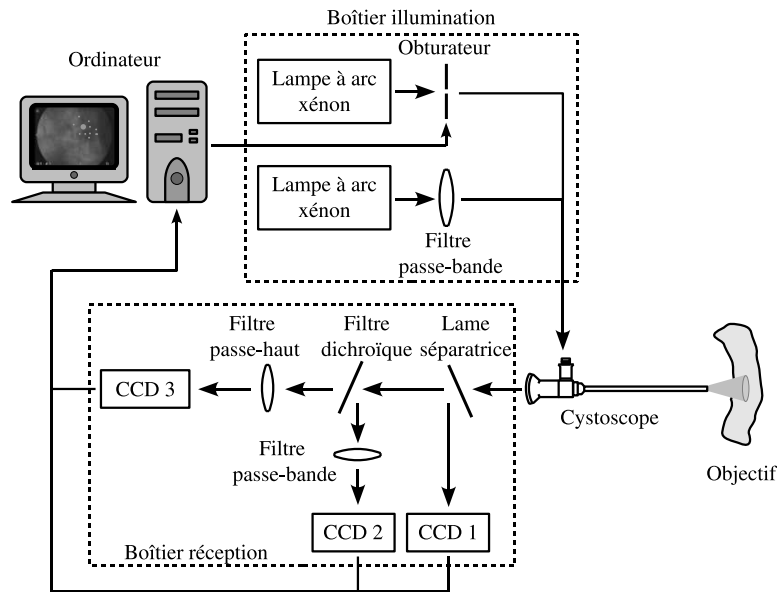 Boîtier illumination
Ordinateur
Obturateur
Lampe à arc
xénon
Lampe à arc
xénon
Filtre
passe-bande
Filtre
passe-haut
Filtre
dichroïque
Lame
séparatrice
CCD 3
Cystoscope
Filtre
passe-bande
Objectif
CCD 2
CCD 1
Boîtier réception